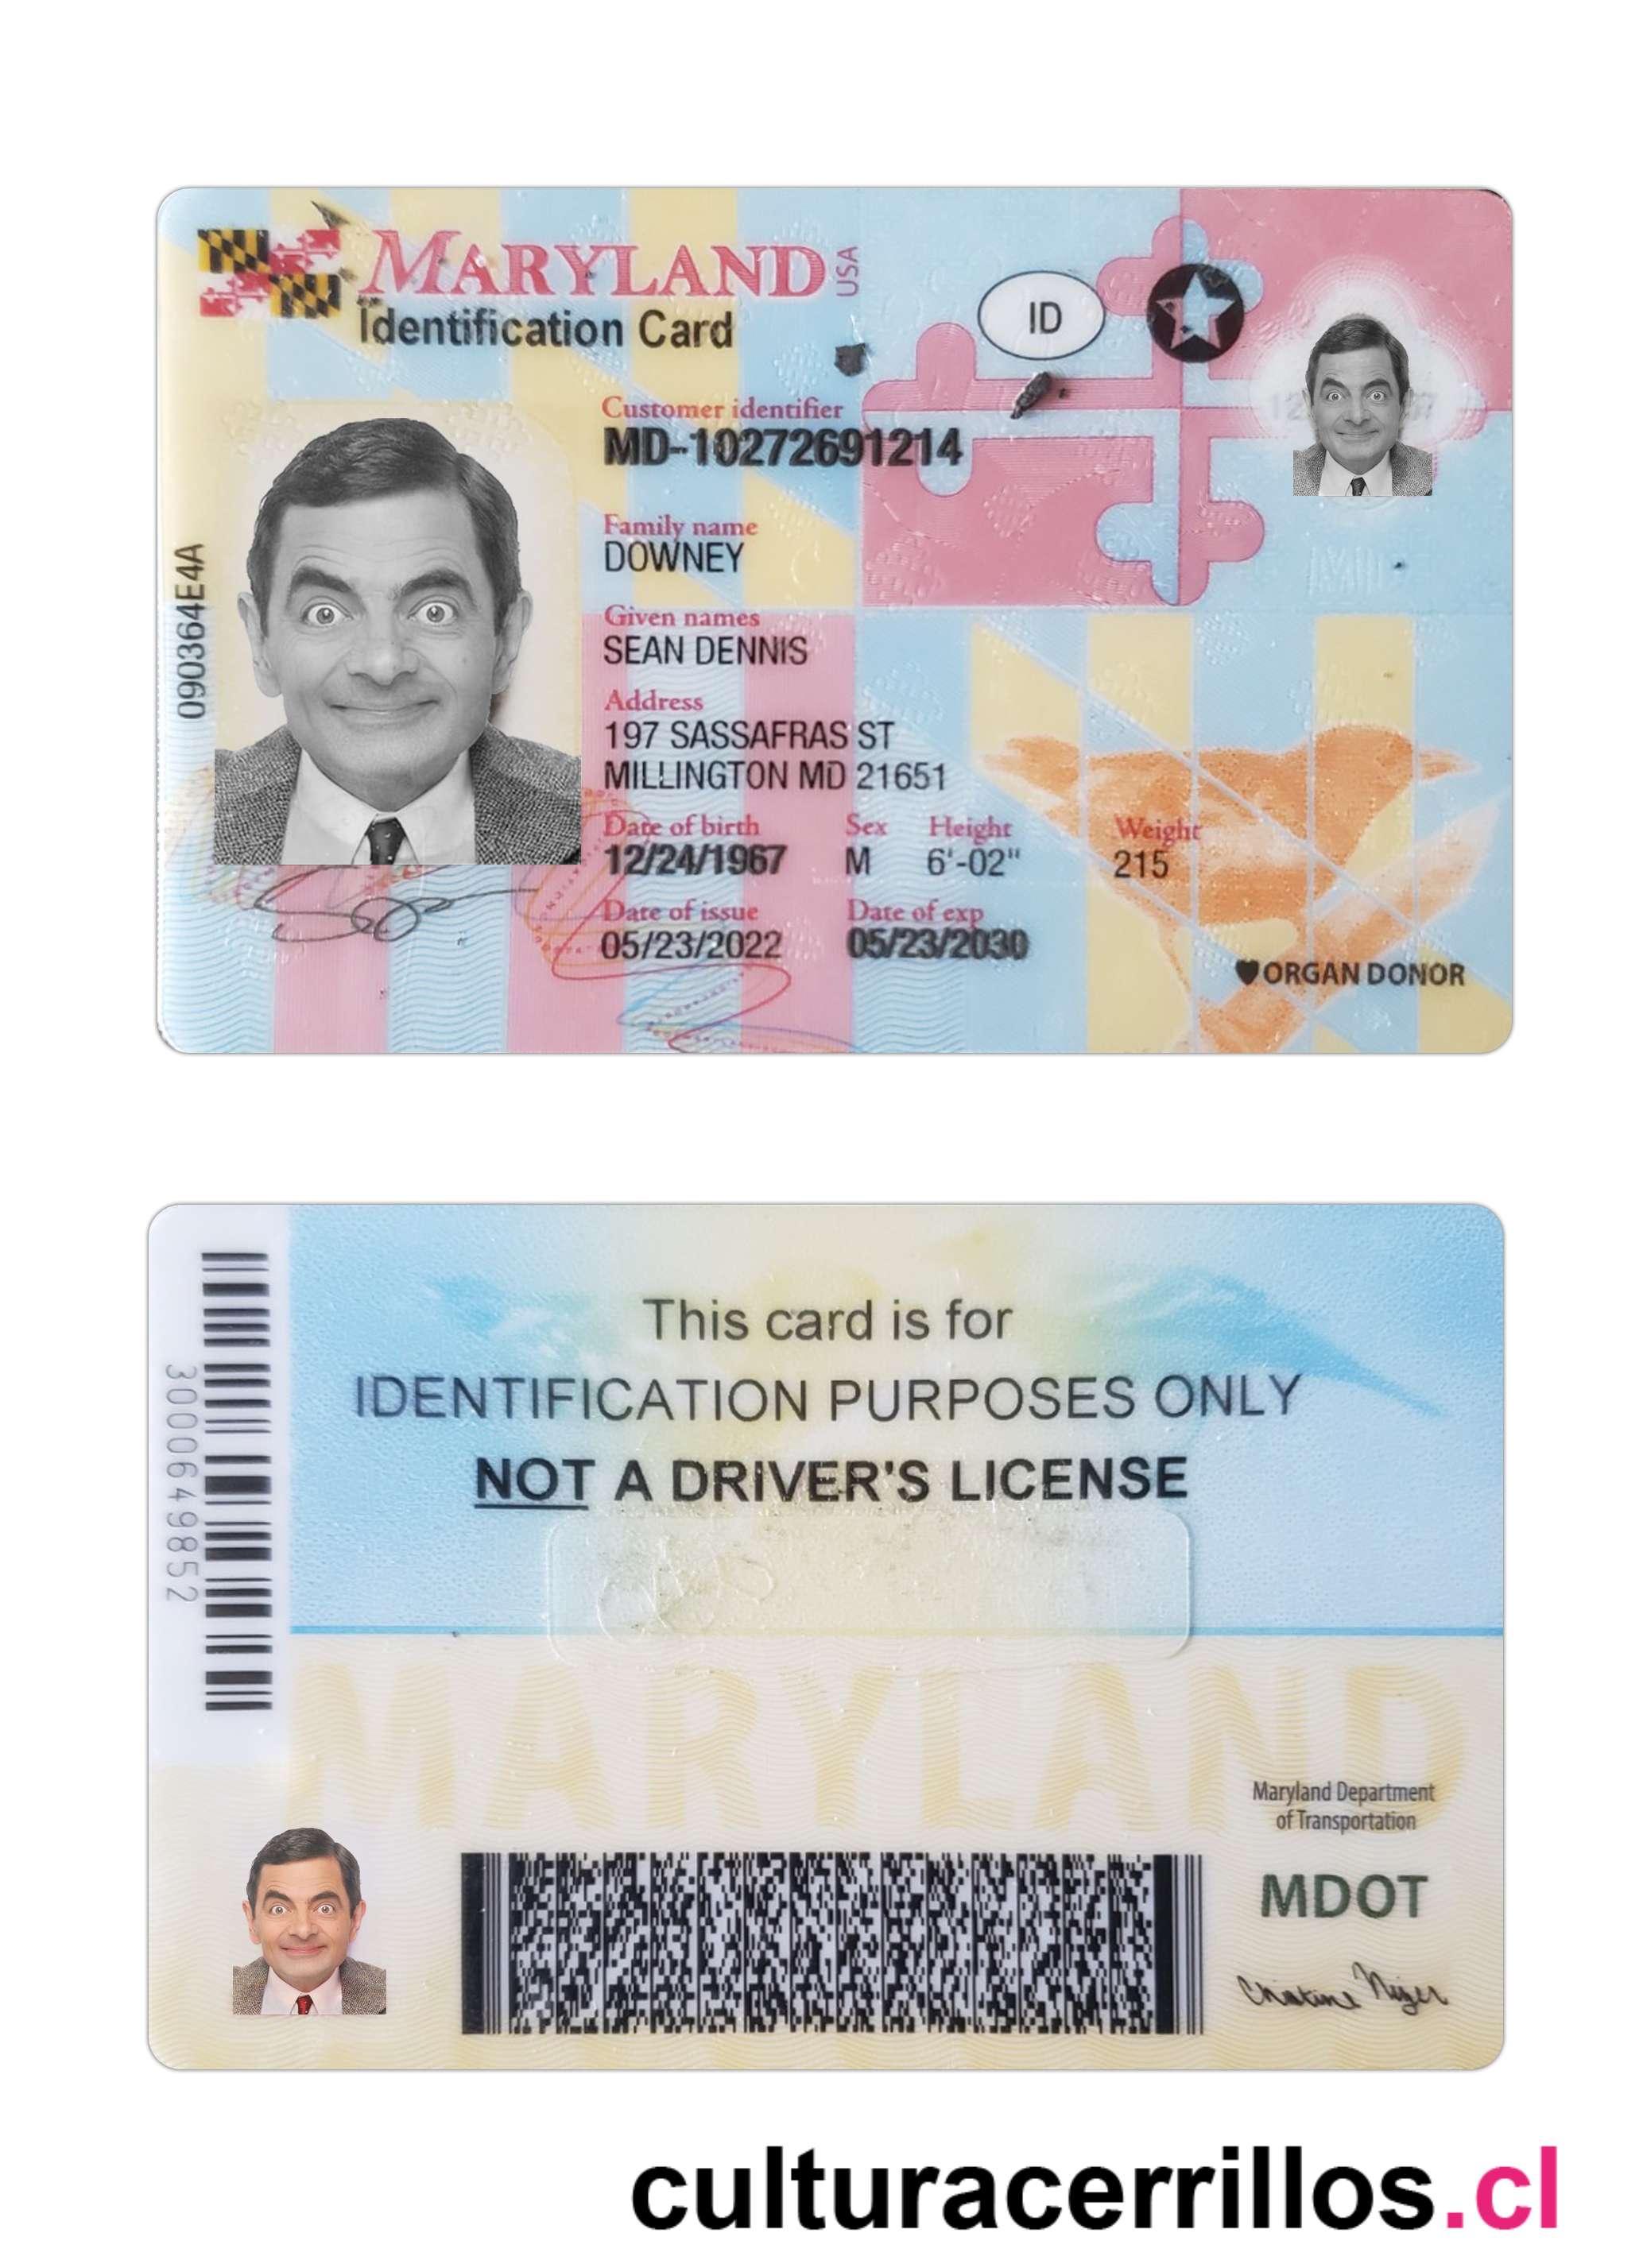 MARYLAND USA
Identification Card
ID
Customer identifier
MD-10272691214
Family name
DOWNEY
Given names
SEAN DENNIS
Address
197 SASSAFRAS ST
MILLINGTON MD 21651
Date of birth Sex Height Weight
12/24/1967 M 6'-02" 215
Date of issue Date of exp
05/23/2022 05/23/2030
ORGAN DONOR
090364E4A
This card is for
IDENTIFICATION PURPOSES ONLY
NOT A DRIVER'S LICENSE
3000649852
MARYLAND
Maryland Department
of Transportation
MDOT
culturacerrillos.cl